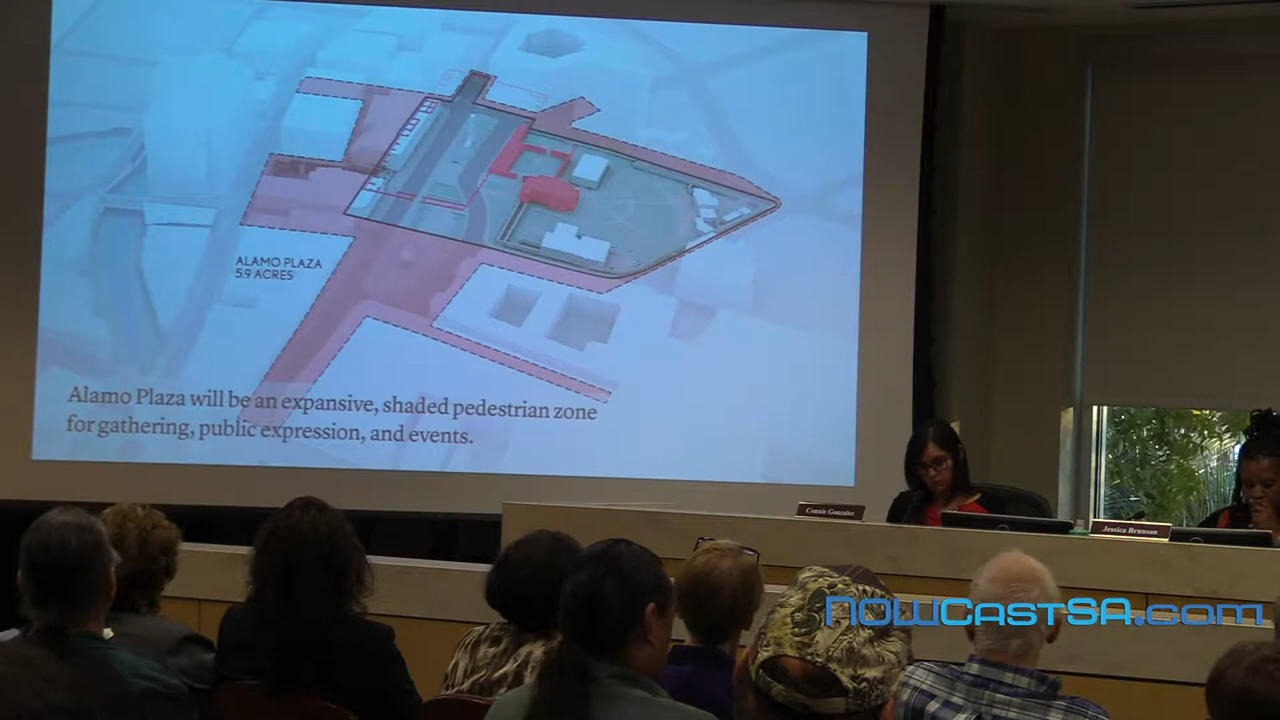 ALAMO PLAZA
5.9 ACRES
Alamo Plaza will be an expansive, shaded pedestrian zone
for gathering, public expression, and events.
Connie Gonzalez
Jessica Brunson
NOWCastSA.com